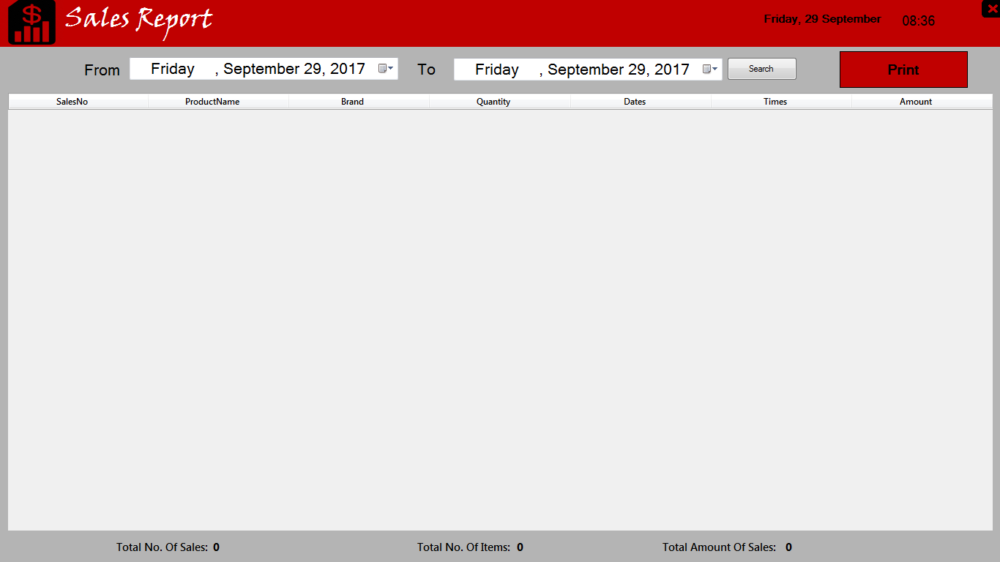 $
Sales Report
Friday, 29 September 08:36
From Friday , September 29, 2017 To Friday , September 29, 2017 Search Print
SalesNo ProductName Brand Quantity Dates Times Amount
Total No. Of Sales: 0 Total No. Of Items: 0 Total Amount Of Sales: 0